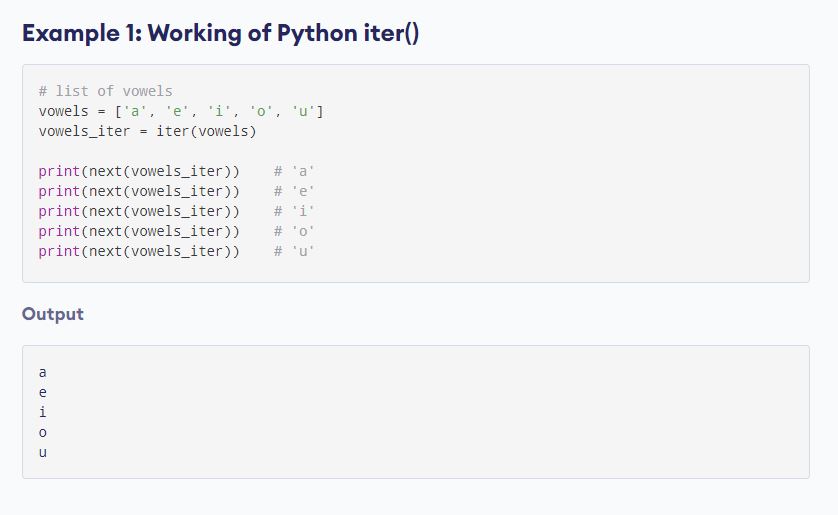 Example 1: Working of Python iter()
# list of vowels
vowels = ['a', 'e', 'i', 'o', 'u']
vowels_iter = iter(vowels)
print(next(vowels_iter))    # 'a'
print(next(vowels_iter))    # 'e'
print(next(vowels_iter))    # 'i'
print(next(vowels_iter))    # 'o'
print(next(vowels_iter))    # 'u'
Output
a
e
i
o
u